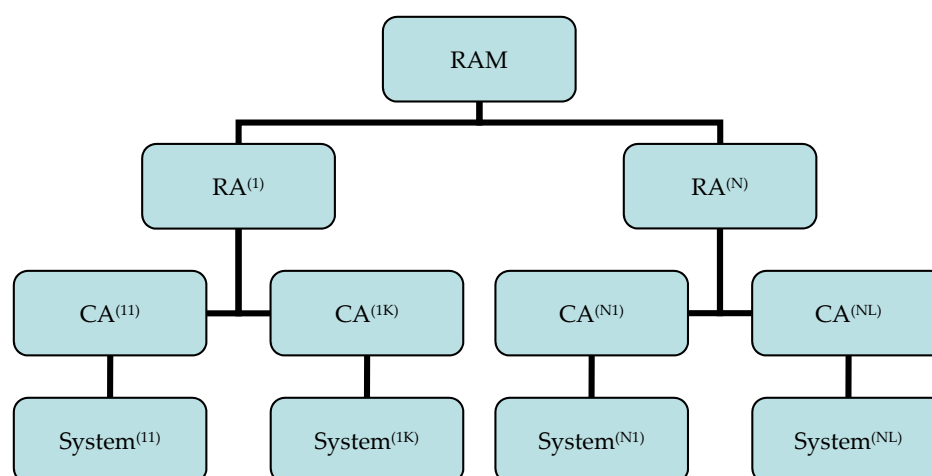 RAM
RA(1)
RA(N)
CA(11)
CA(1K)
CA(N1)
CA(NL)
System(11)
System(1K)
System(N1)
System(NL)